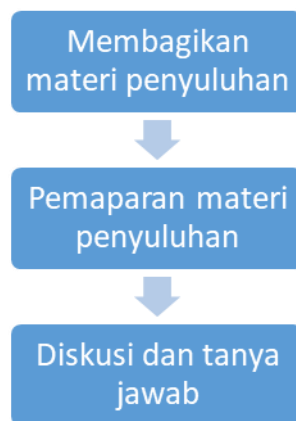 Membagikan
materi penyuluhan
Pemaparan materi
penyuluhan
Diskusi dan tanya
jawab